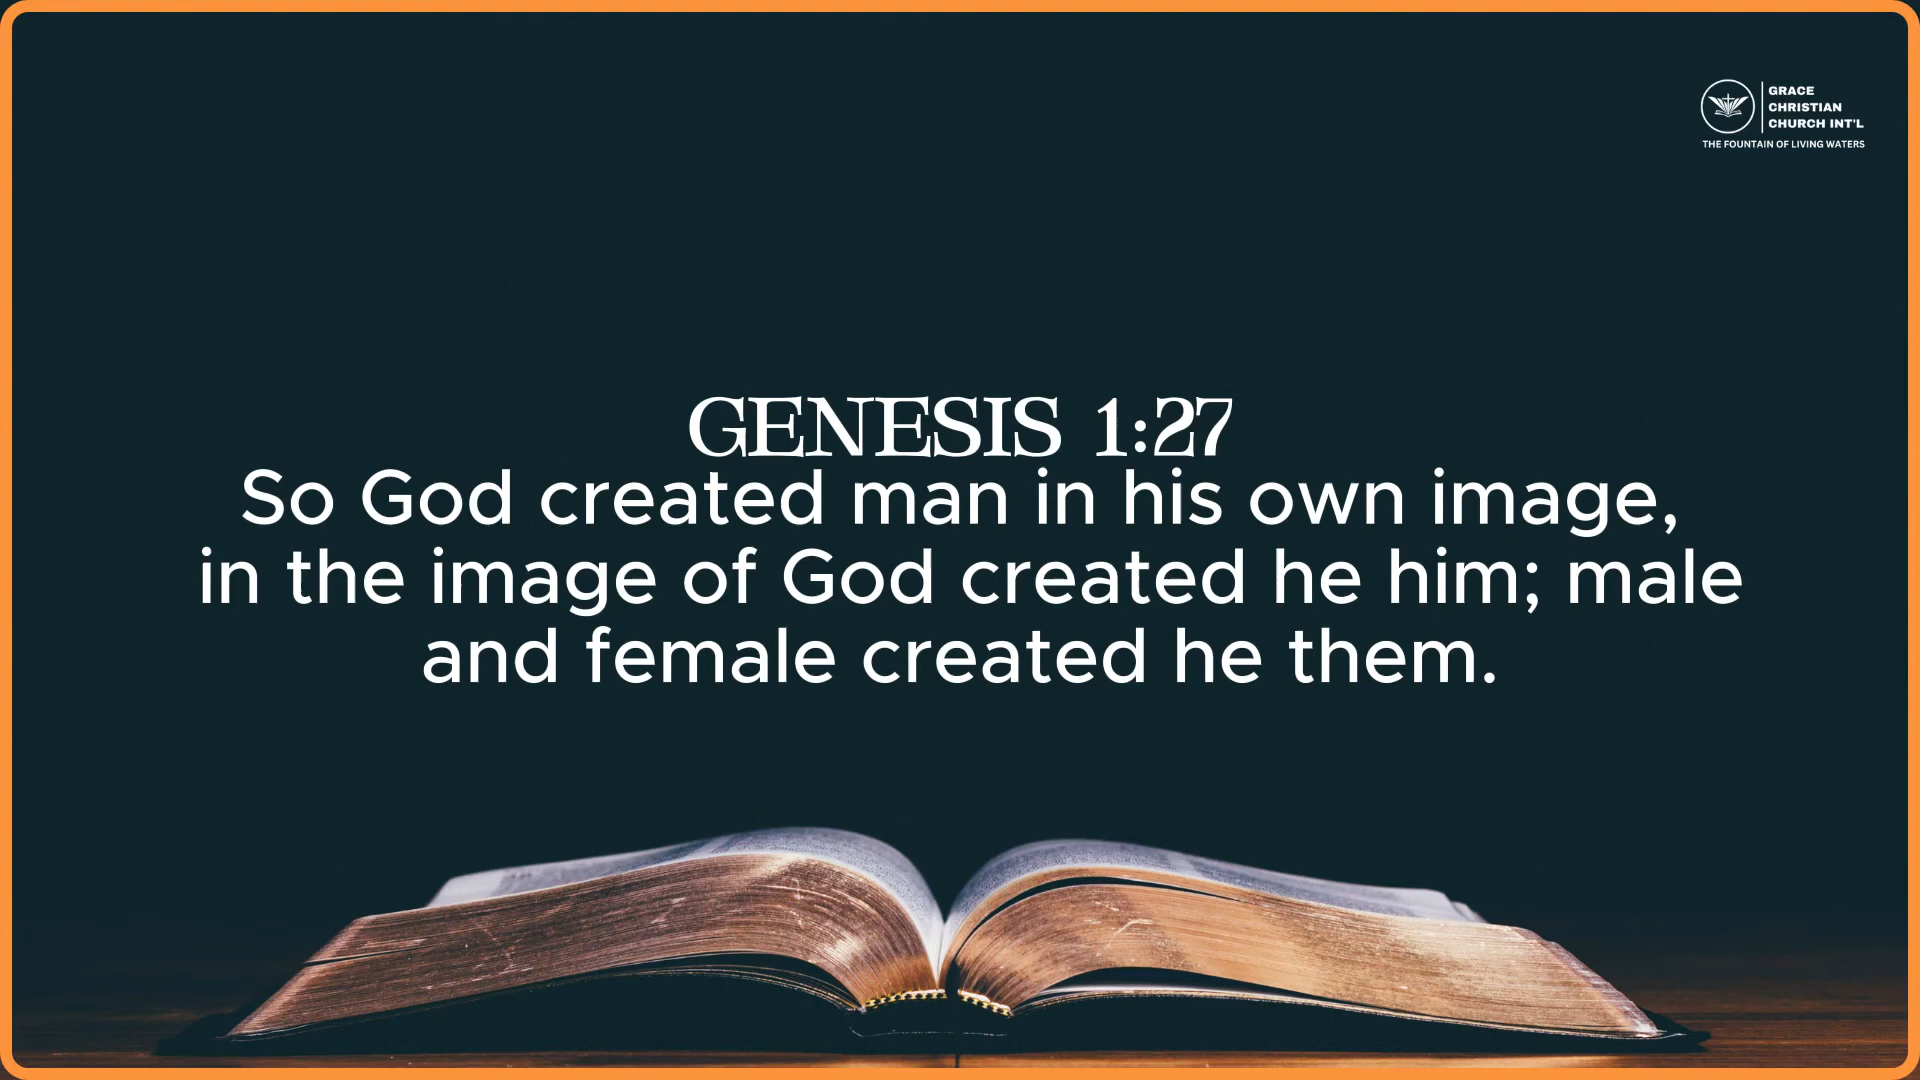 GRACE
CHRISTIAN
CHURCH INT'L
THE FOUNTAIN OF LIVING WATERS
GENESIS 1:27
So God created man in his own image,
in the image of God created he him; male
and female created he them.